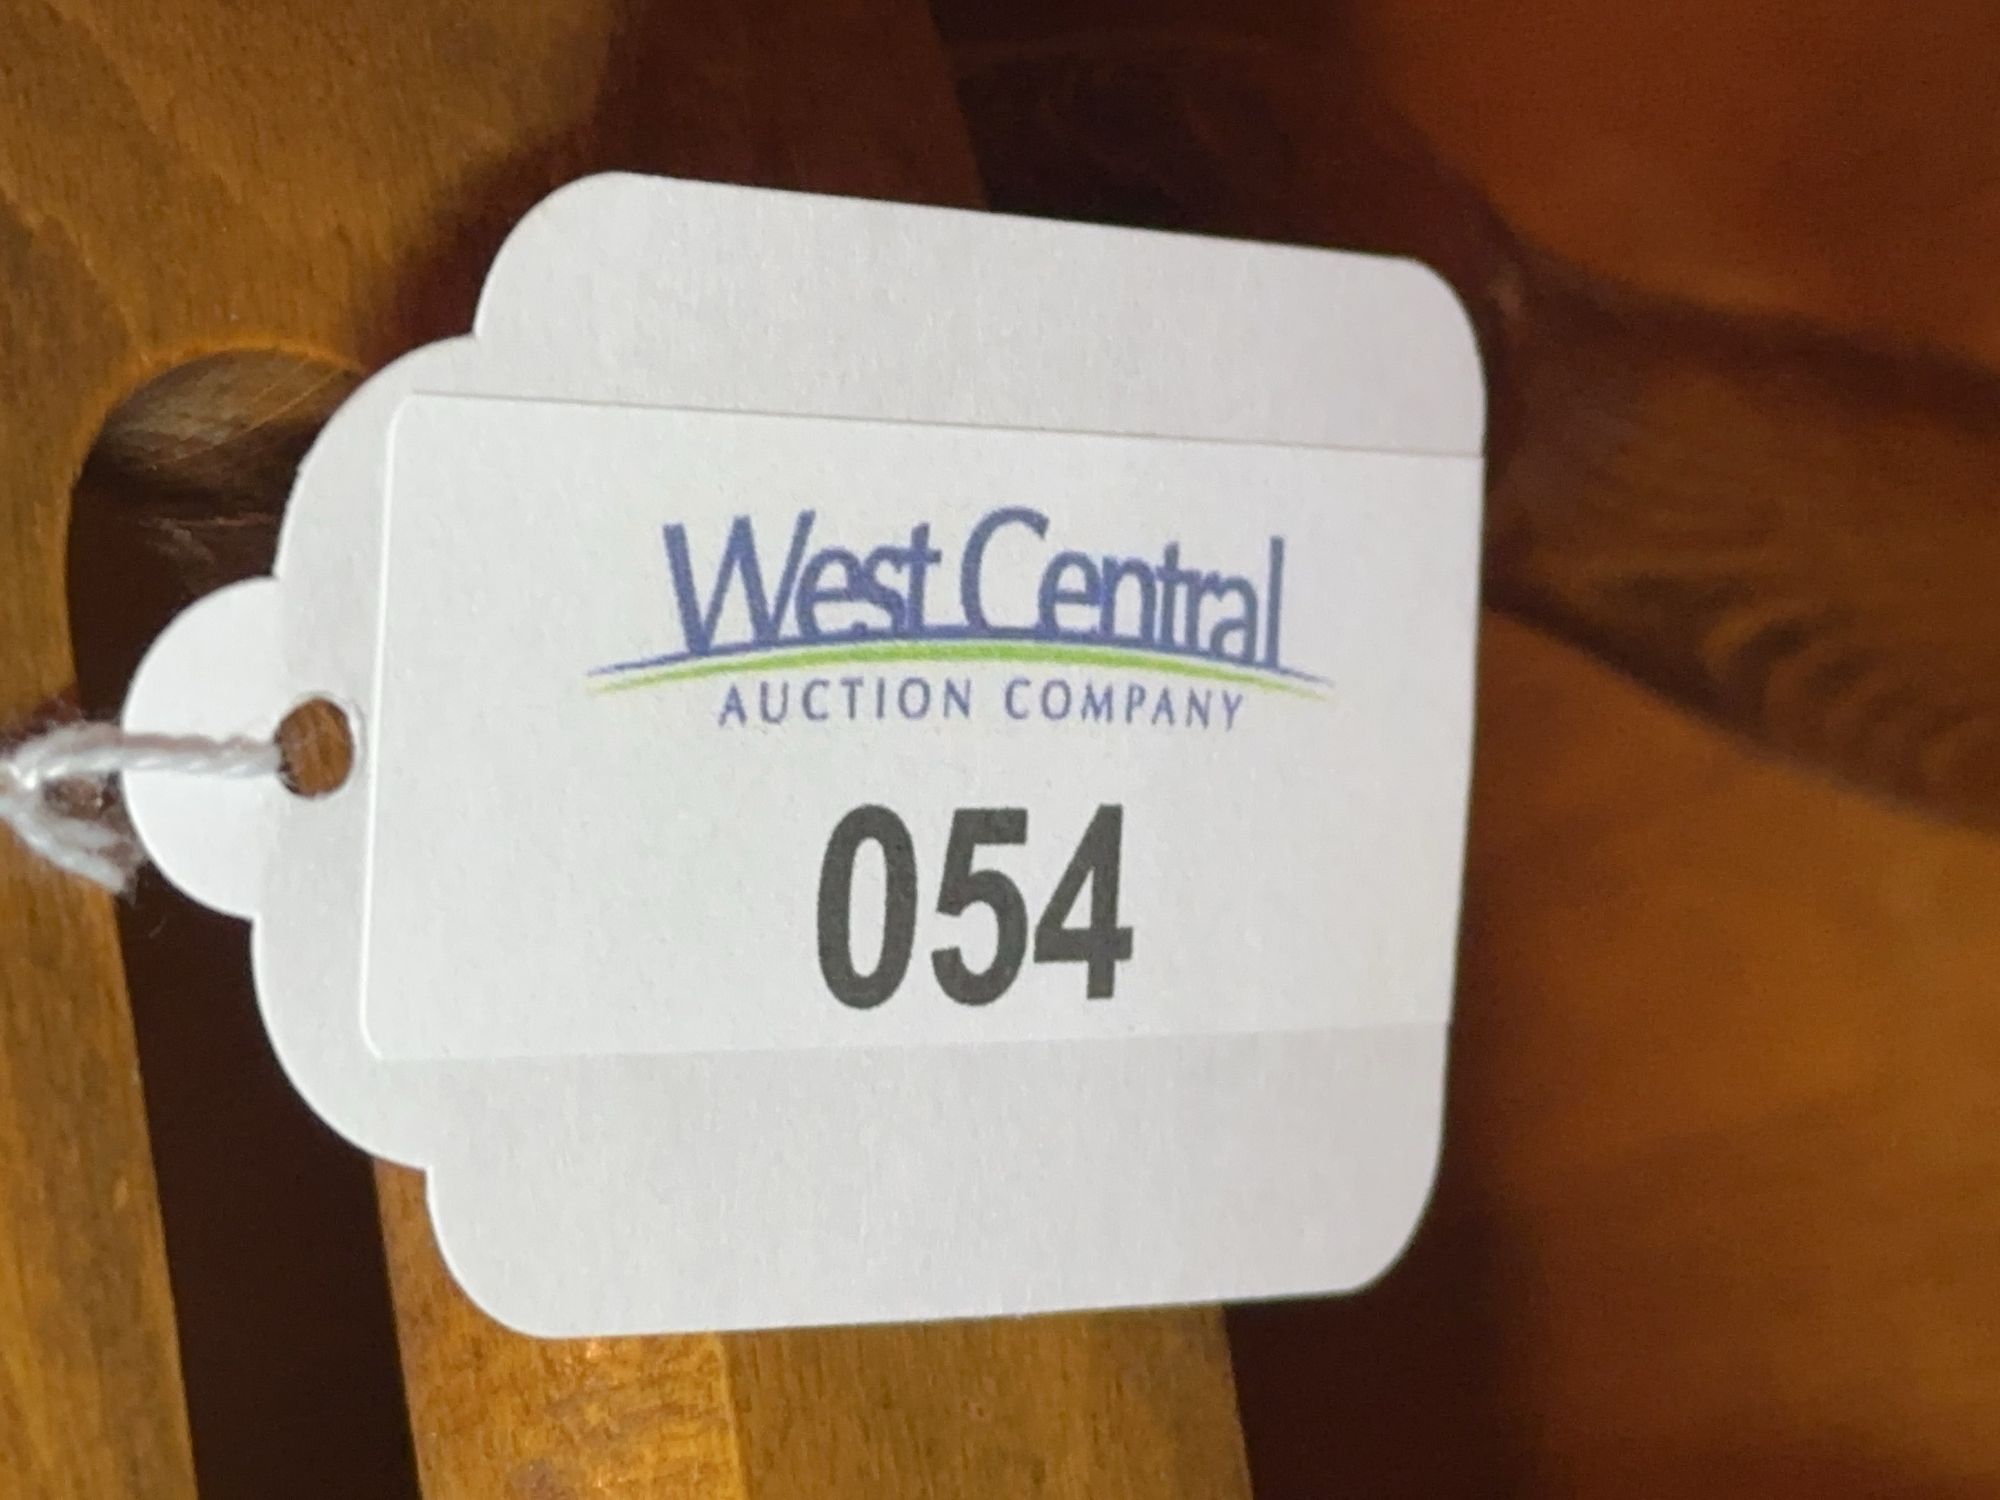 West Central
AUCTION COMPANY
054